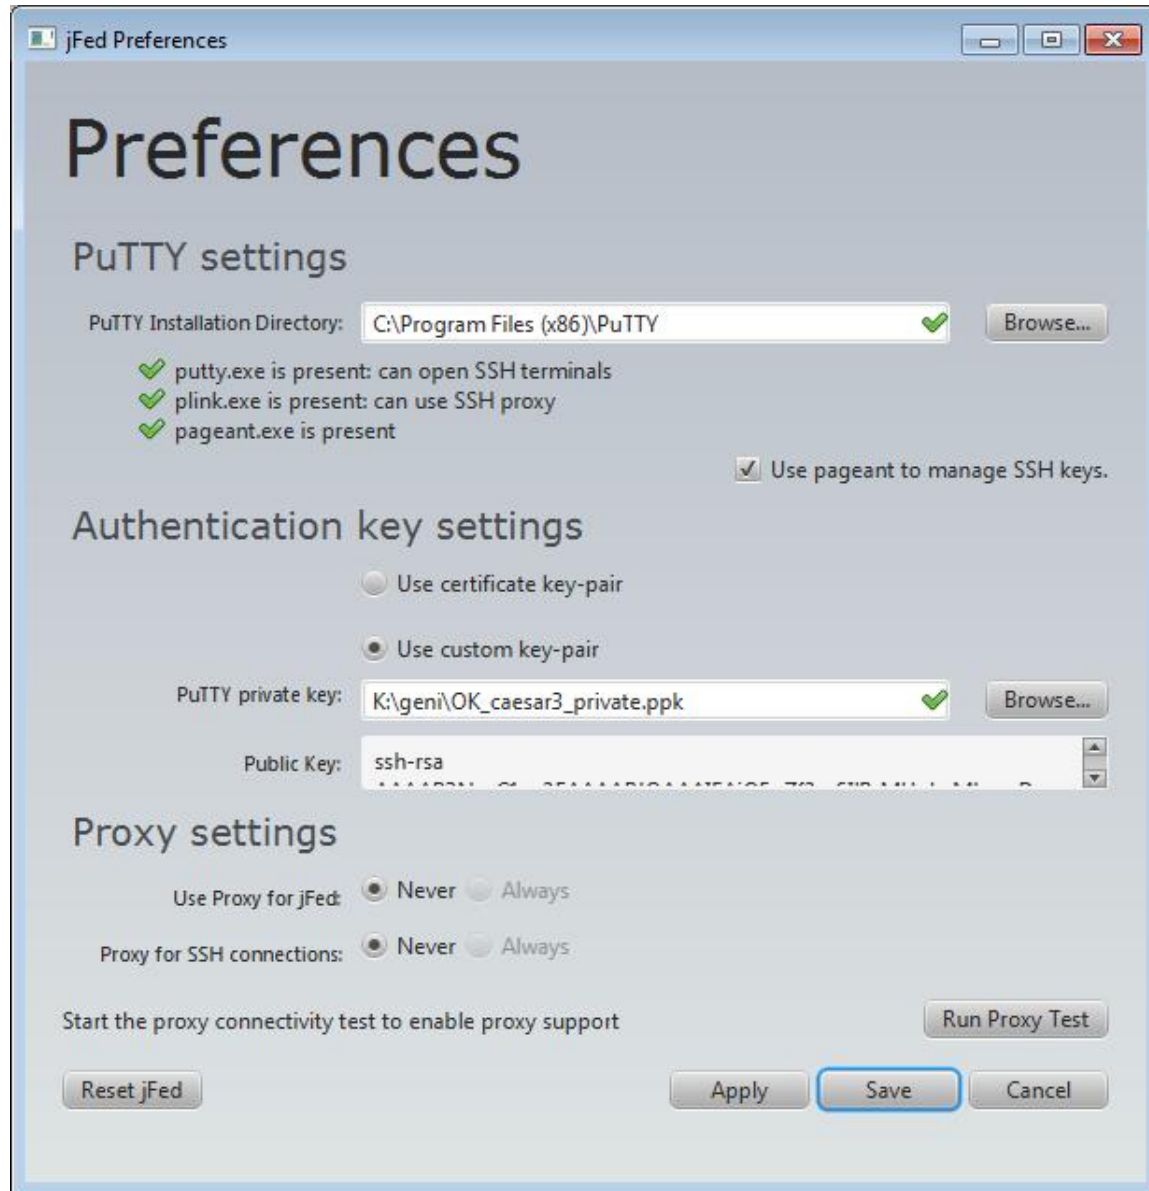 jFed Preferences
Preferences
PuTTY settings
PuTTY Installation Directory: C:\Program Files (x86)\PuTTY Browse...
putty.exe is present: can open SSH terminals
plink.exe is present: can use SSH proxy
pageant.exe is present
Use pageant to manage SSH keys.
Authentication key settings
Use certificate key-pair
Use custom key-pair
PuTTY private key: K:\geni\OK_caesar3_private.ppk Browse...
Public Key: ssh-rsa
Proxy settings
Use Proxy for jFed: Never Always
Proxy for SSH connections: Never Always
Start the proxy connectivity test to enable proxy support Run Proxy Test
Reset jFed Apply Save Cancel